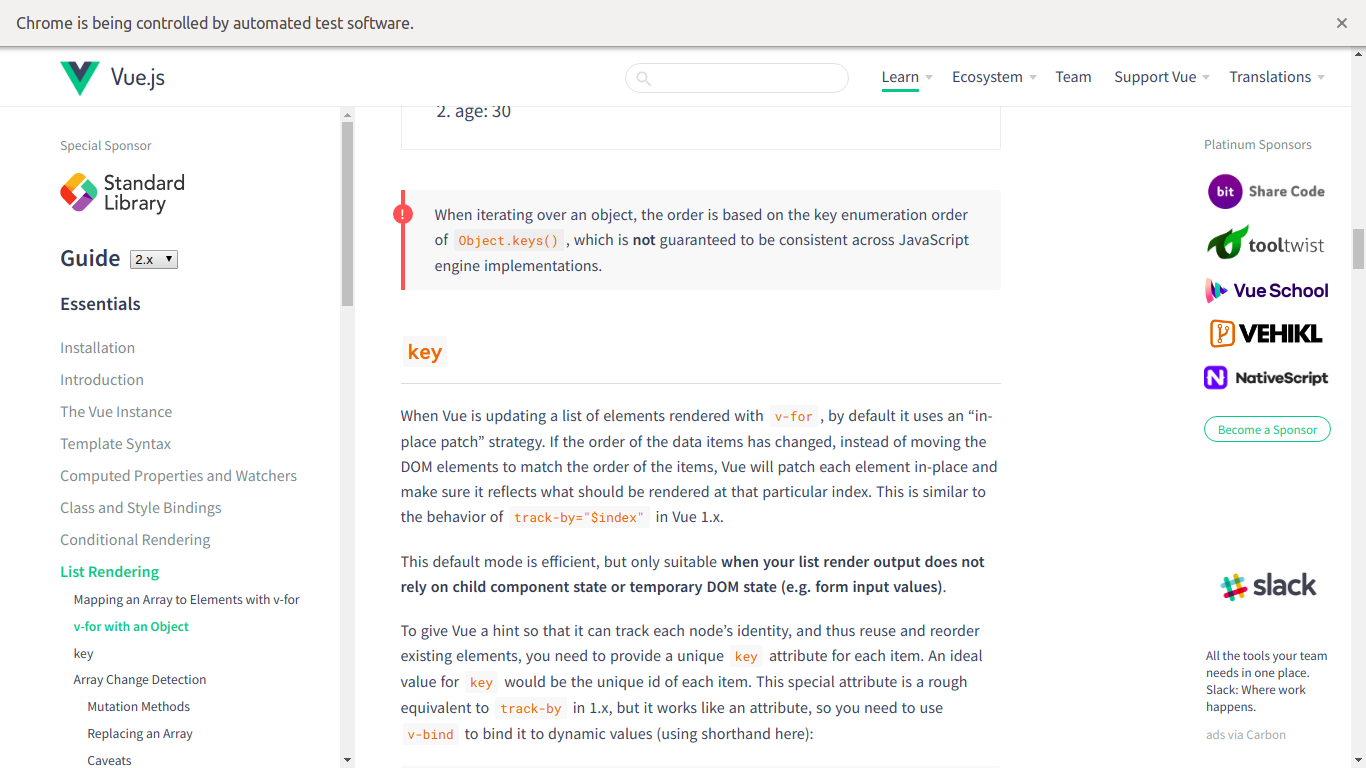 Chrome is being controlled by automated test software.
Vue.js
Learn Ecosystem Team Support Vue Translations
Special Sponsor
Standard
Library
Guide 2.x
Essentials
Installation
Introduction
The Vue Instance
Template Syntax
Computed Properties and Watchers
Class and Style Bindings
Conditional Rendering
List Rendering
Mapping an Array to Elements with v-for
v-for with an Object
key
Array Change Detection
Mutation Methods
Replacing an Array
Caveats
2. age: 30
When iterating over an object, the order is based on the key enumeration order
of Object.keys() , which is not guaranteed to be consistent across JavaScript
engine implementations.
key
When Vue is updating a list of elements rendered with v-for , by default it uses an “in-
place patch” strategy. If the order of the data items has changed, instead of moving the
DOM elements to match the order of the items, Vue will patch each element in-place and
make sure it reflects what should be rendered at that particular index. This is similar to
the behavior of track-by="$index" in Vue 1.x.
This default mode is efficient, but only suitable when your list render output does not
rely on child component state or temporary DOM state (e.g. form input values).
To give Vue a hint so that it can track each node’s identity, and thus reuse and reorder
existing elements, you need to provide a unique key attribute for each item. An ideal
value for key would be the unique id of each item. This special attribute is a rough
equivalent to track-by in 1.x, but it works like an attribute, so you need to use
v-bind to bind it to dynamic values (using shorthand here):
Platinum Sponsors
bit Share Code
tooltwist
Vue School
VEHIKL
N NativeScript
Become a Sponsor
slack
All the tools your team
needs in one place.
Slack: Where work
happens.
ads via Carbon